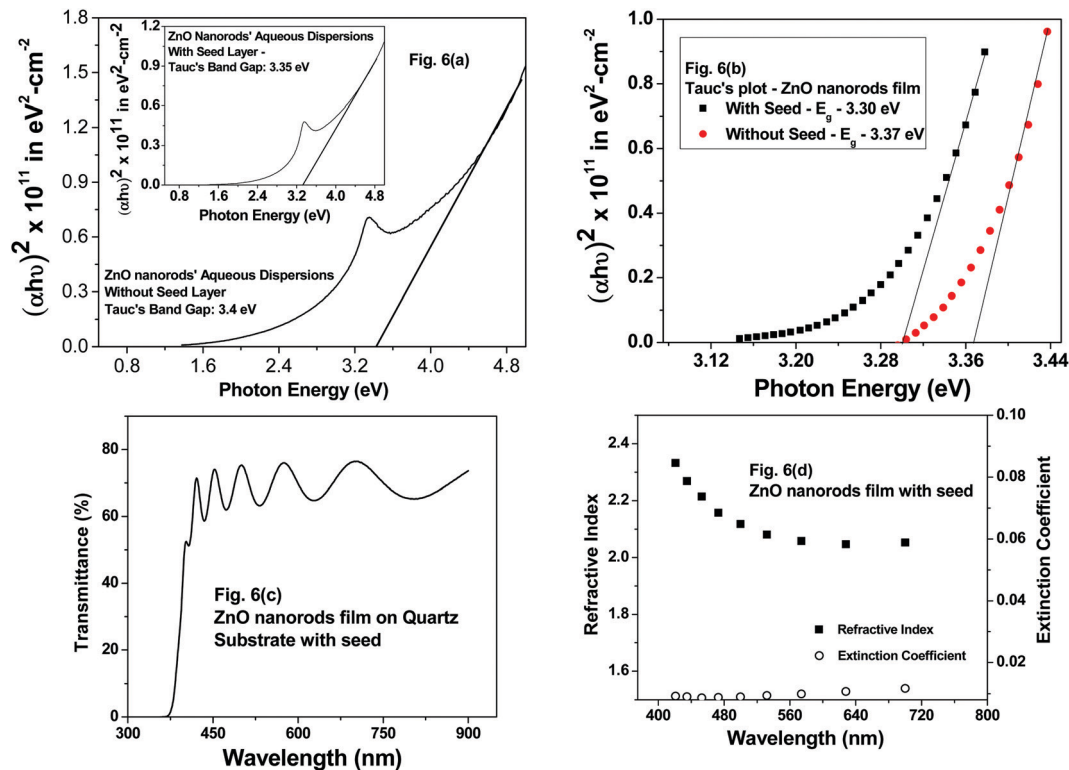 ZnO Nanorods' Aqueous Dispersions
With Seed Layer -
Tauc's Band Gap: 3.35 eV
(αhυ)² x 10¹¹ in eV²-cm⁻²
1.2
0.9
0.6
0.3
0.0
0.8 1.6 2.4 3.2 4.0 4.8
Photon Energy (eV)
Fig. 6(a)
(αhυ)² x 10¹¹ in eV²-cm⁻²
1.8
1.5
1.2
0.9
0.6
0.3
0.0
ZnO nanorods' Aqueous Dispersions
Without Seed Layer
Tauc's Band Gap: 3.4 eV
0.8 1.6 2.4 3.2 4.0 4.8
Photon Energy (eV)
(αhυ)² x 10¹¹ in eV²-cm⁻²
1.0
0.8
0.6
0.4
0.2
0.0
Fig. 6(b)
Tauc's plot - ZnO nanorods film
With Seed - E_g - 3.30 eV
Without Seed - E_g - 3.37 eV
3.12 3.20 3.28 3.36 3.44
Photon Energy (eV)
Transmittance (%)
80
60
40
20
0
Fig. 6(c)
ZnO nanorods film on Quartz
Substrate with seed
300 450 600 750 900
Wavelength (nm)
Refractive Index
2.4
2.2
2.0
1.8
1.6
Fig. 6(d)
ZnO nanorods film with seed
Refractive Index
Extinction Coefficient
0.10
0.08
0.06
0.04
0.02
Extinction Coefficient
400 480 560 640 720 800
Wavelength (nm)